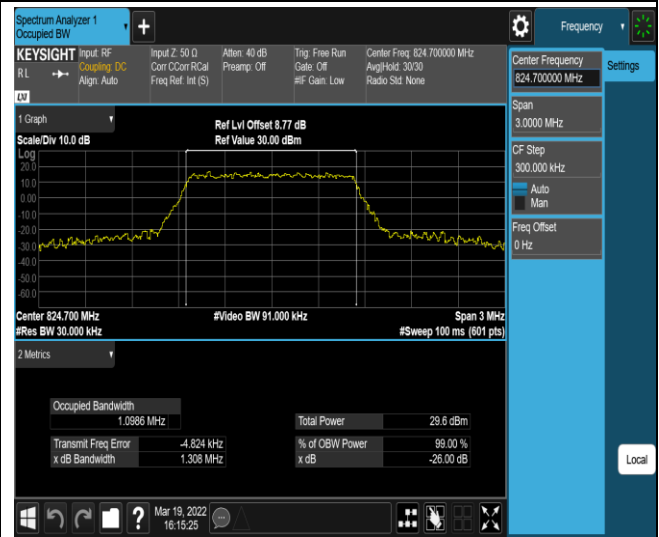 Spectrum Analyzer 1
Occupied BW
Frequency
KEYSIGHT
R L
LXI
Input: RF
Coupling: DC
Align: Auto
Input Z: 50 Ω
Corr CCorr RCal
Freq Ref: Int (S)
Atten: 40 dB
Preamp: Off
Trig: Free Run
Gate: Off
#IF Gain: Low
Center Freq: 824.700000 MHz
Avg|Hold: 30/30
Radio Std: None
Center Frequency
824.700000 MHz
Settings
Span
3.0000 MHz
CF Step
300.000 kHz
Auto
Man
Freq Offset
0 Hz
1 Graph
Scale/Div 10.0 dB
Ref Lvl Offset 8.77 dB
Ref Value 30.00 dBm
Log
20.0
10.0
0.00
-10.0
-20.0
-30.0
-40.0
-50.0
-60.0
Center 824.700 MHz
#Res BW 30.000 kHz
#Video BW 91.000 kHz
Span 3 MHz
#Sweep 100 ms (601 pts)
2 Metrics
Occupied Bandwidth
1.0986 MHz
Total Power 29.6 dBm
Transmit Freq Error -4.824 kHz
% of OBW Power 99.00 %
x dB Bandwidth 1.308 MHz
x dB -26.00 dB
Local
?
Mar 19, 2022
16:15:25